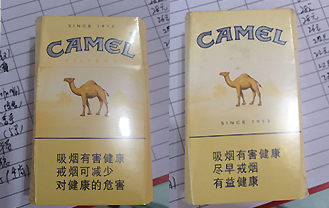 SINCE 1913
CAMEL
FILTERS
吸烟有害健康
戒烟可减少
对健康的危害
CAMEL
SINCE 1913
吸烟有害健康
尽早戒烟
有益健康